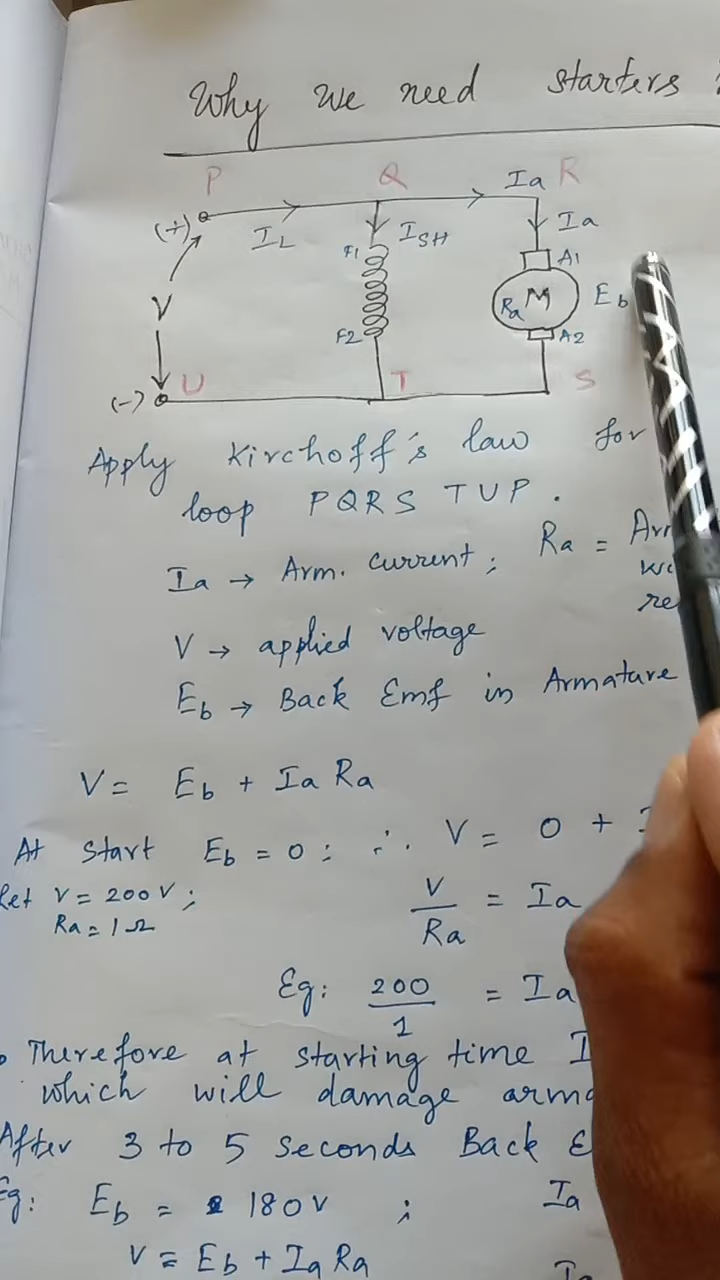 Why we need starters
P Q Ia R
(+) IL ISH Ia
F1 A1
V Ra M Eb
F2 A2
(-) U T S
Apply Kirchoff's law for
loop PQRS TUP.
Ia → Arm. current; Ra = Arm
V → applied voltage
Eb → Back Emf in Armature
V = Eb + Ia Ra
At start Eb = 0; ∴ V = 0 +
Let V = 200V; V/Ra = Ia
Ra = 1Ω
Eg: 200/1 = Ia
Therefore at starting time I
which will damage arma
After 3 to 5 seconds Back E
Eg: Eb = 180V ; Ia
V = Eb + Ia Ra Ia